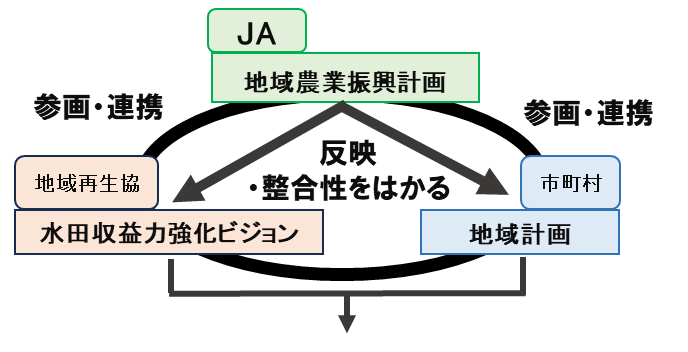 JA
地域農業振興計画
参画・連携
参画・連携
反映
・整合性をはかる
地域再生協
市町村
水田収益力強化ビジョン
地域計画